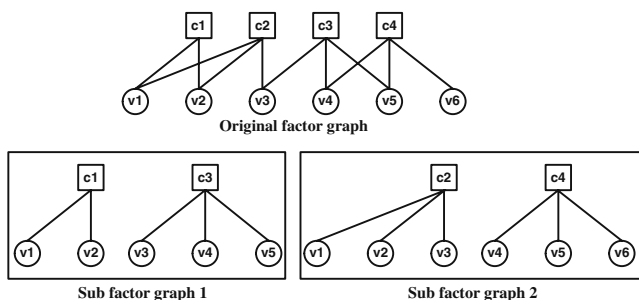 c1 c2 c3 c4
v1 v2 v3 v4 v5 v6
Original factor graph
c1 c3 c2 c4
v1 v2 v3 v4 v5 v1 v2 v3 v4 v5 v6
Sub factor graph 1 Sub factor graph 2